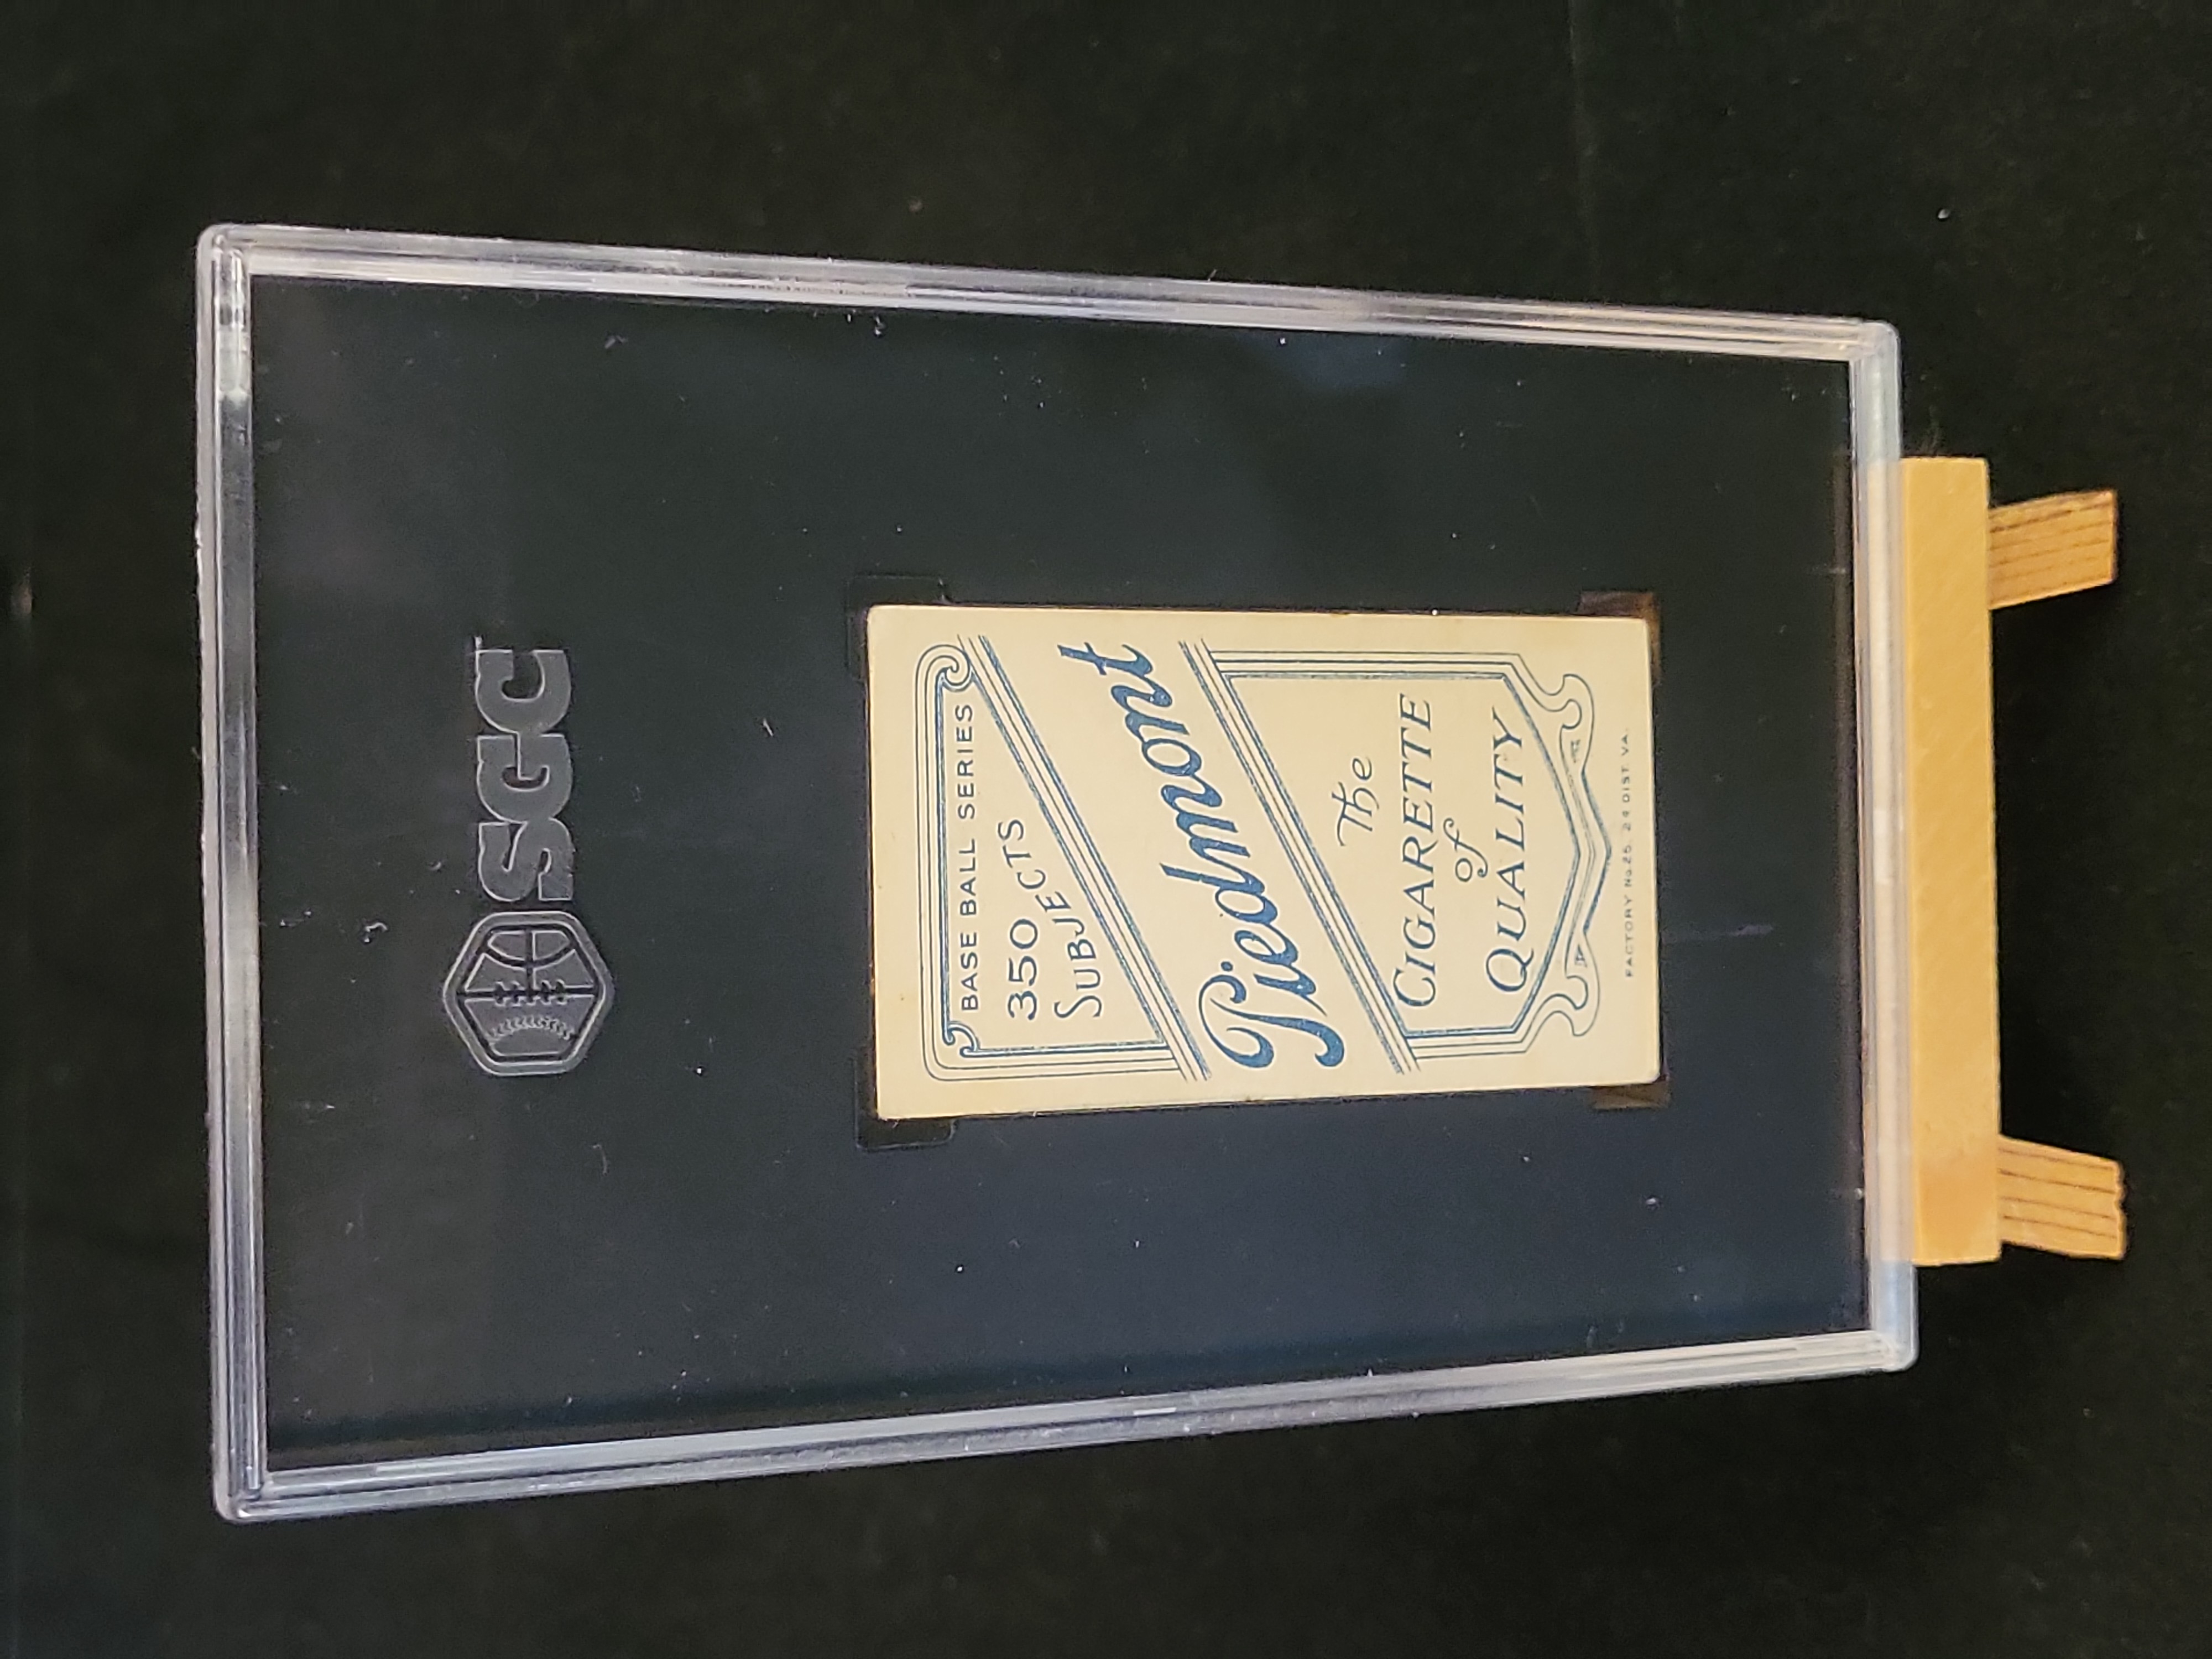 SGC
BASE BALL SERIES
350
SUBJECTS
Piedmont
The
CIGARETTE
of
QUALITY
FACTORY No. 25. 2d DIST. VA.